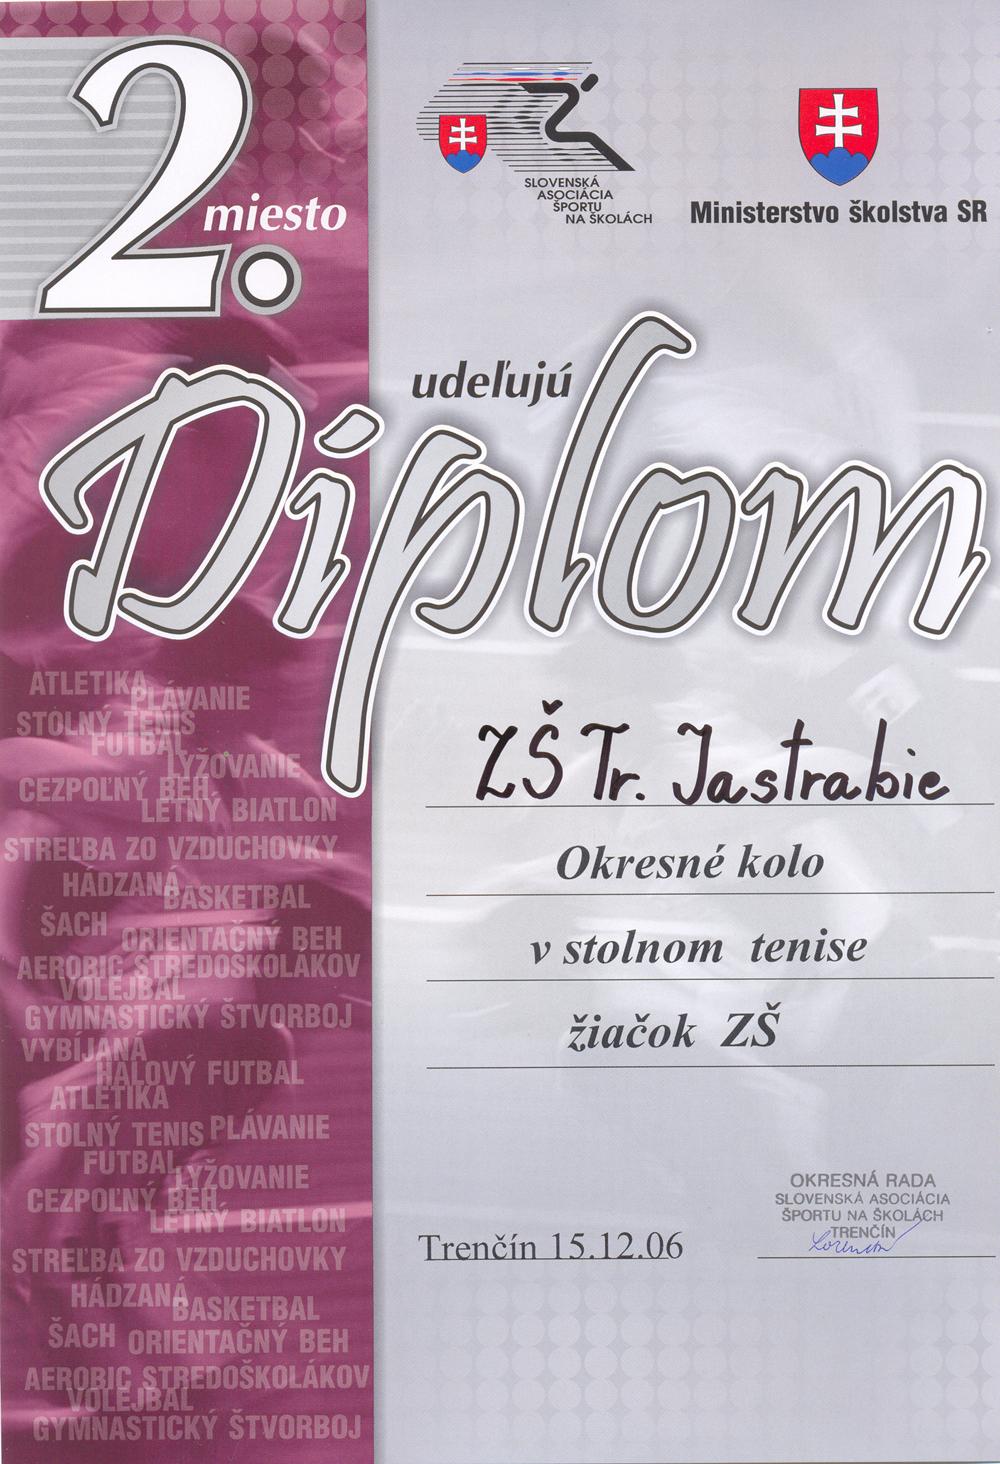 2. miesto
SLOVENSKÁ
ASOCIÁCIA
ŠPORTU
NA ŠKOLÁCH
Ministerstvo školstva SR
udeľujú
Diplom
ZŠ Tr. Jastrabie
Okresné kolo
v stolnom tenise
žiačok ZŠ
Trenčín 15.12.06
OKRESNÁ RADA
SLOVENSKÁ ASOCIÁCIA
ŠPORTU NA ŠKOLÁCH
TRENČÍN
ATLETIKA
PLÁVANIE
STOLNÝ TENIS
FUTBAL
LYŽOVANIE
CEZPOĽNÝ BEH
LETNÝ BIATLON
STREĽBA ZO VZDUCHOVKY
HÁDZANÁ
BASKETBAL
ŠACH
ORIENTAČNÝ BEH
AEROBIC STREDOŠKOLÁKOV
VOLEJBAL
GYMNASTICKÝ ŠTVORBOJ
VYBÍJANÁ
HALOVÝ FUTBAL
ATLETIKA
STOLNÝ TENIS PLÁVANIE
FUTBAL
LYŽOVANIE
CEZPOĽNÝ BEH
LETNÝ BIATLON
STREĽBA ZO VZDUCHOVKY
HÁDZANÁ
BASKETBAL
ŠACH ORIENTAČNÝ BEH
AEROBIC STREDOŠKOLÁKOV
VOLEJBAL
GYMNASTICKÝ ŠTVORBOJ